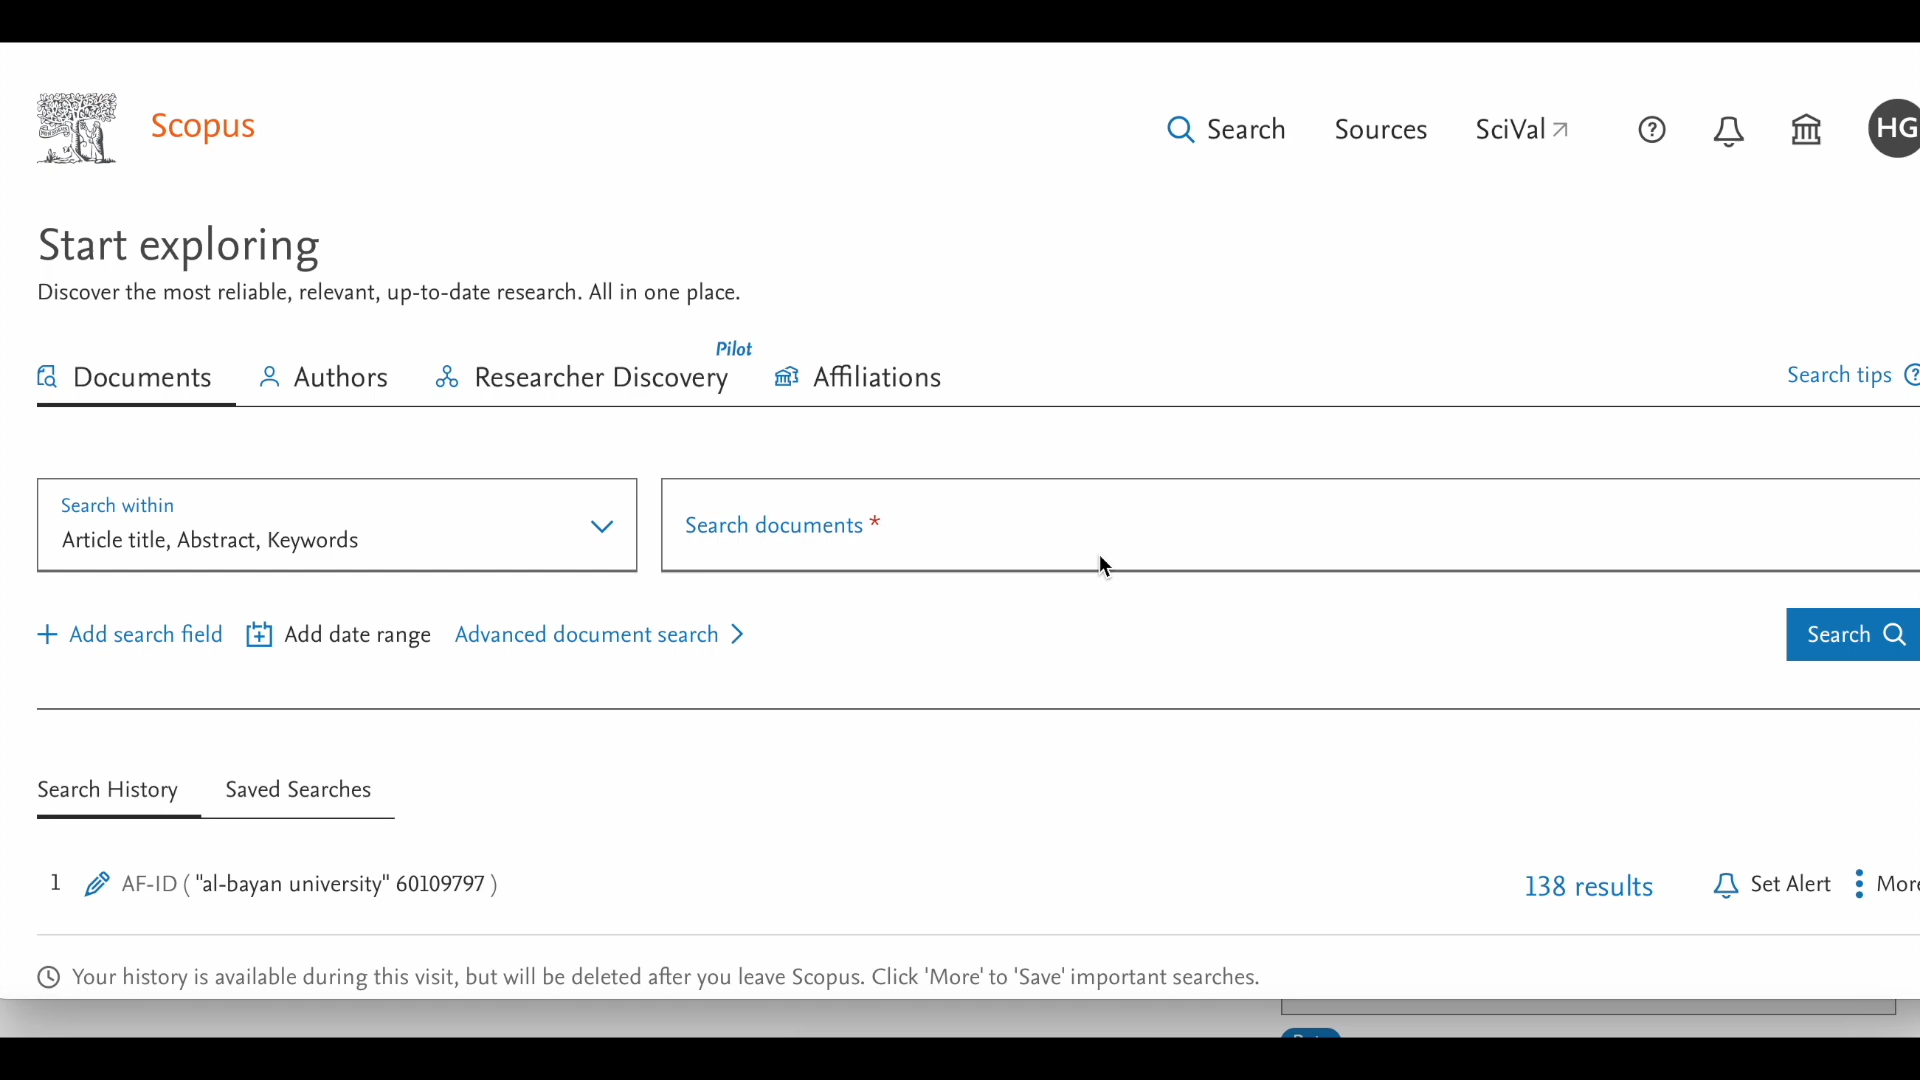 Scopus
Search Sources SciVal
HG
Start exploring
Discover the most reliable, relevant, up-to-date research. All in one place.
Pilot
Documents Authors Researcher Discovery Affiliations
Search tips
Search within
Article title, Abstract, Keywords
Search documents *
Add search field Add date range Advanced document search
Search
Search History Saved Searches
1 AF-ID ( "al-bayan university" 60109797 ) 138 results Set Alert More
Your history is available during this visit, but will be deleted after you leave Scopus. Click 'More' to 'Save' important searches.